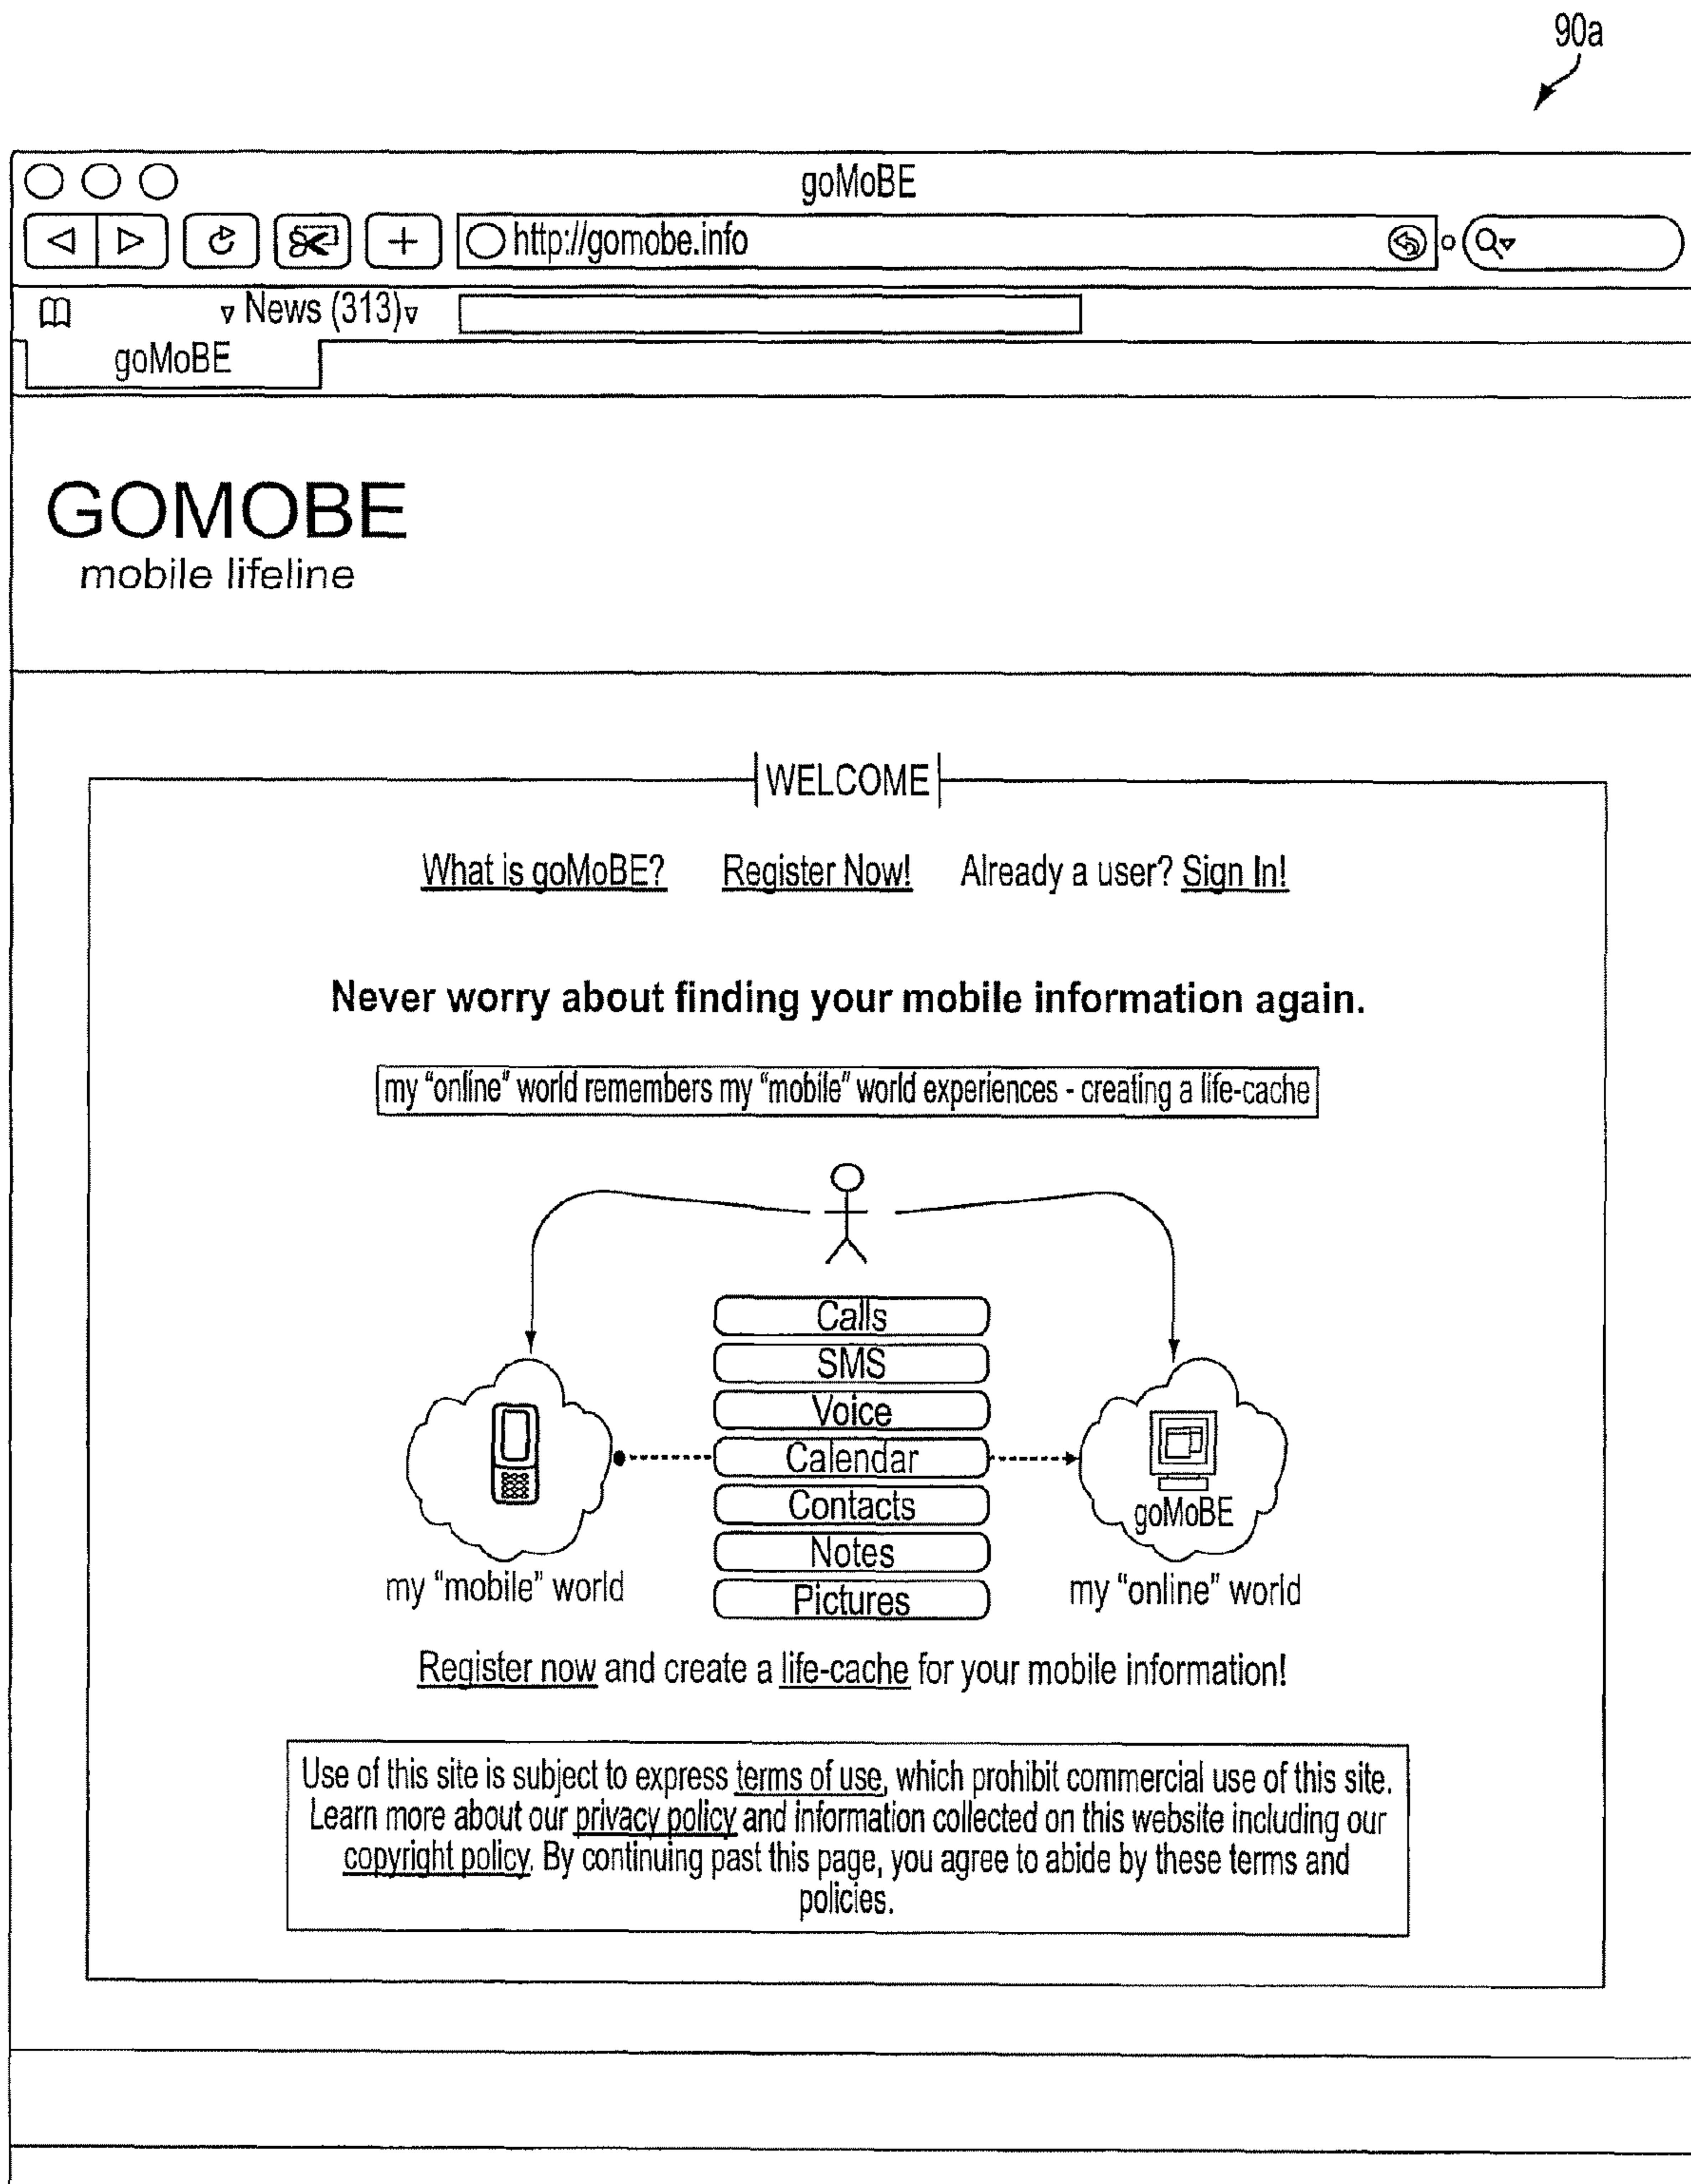 90a
goMoBE
http://gomobe.info
News (313)
goMoBE
GOMOBE
mobile lifeline
WELCOME
What is goMoBE? Register Now! Already a user? Sign In!
Never worry about finding your mobile information again.
my “online” world remembers my “mobile” world experiences - creating a life-cache
Calls
SMS
Voice
Calendar
Contacts
Notes
Pictures
goMoBE
my “mobile” world
my “online” world
Register now and create a life-cache for your mobile information!
Use of this site is subject to express terms of use, which prohibit commercial use of this site.
Learn more about our privacy policy and information collected on this website including our
copyright policy. By continuing past this page, you agree to abide by these terms and
policies.